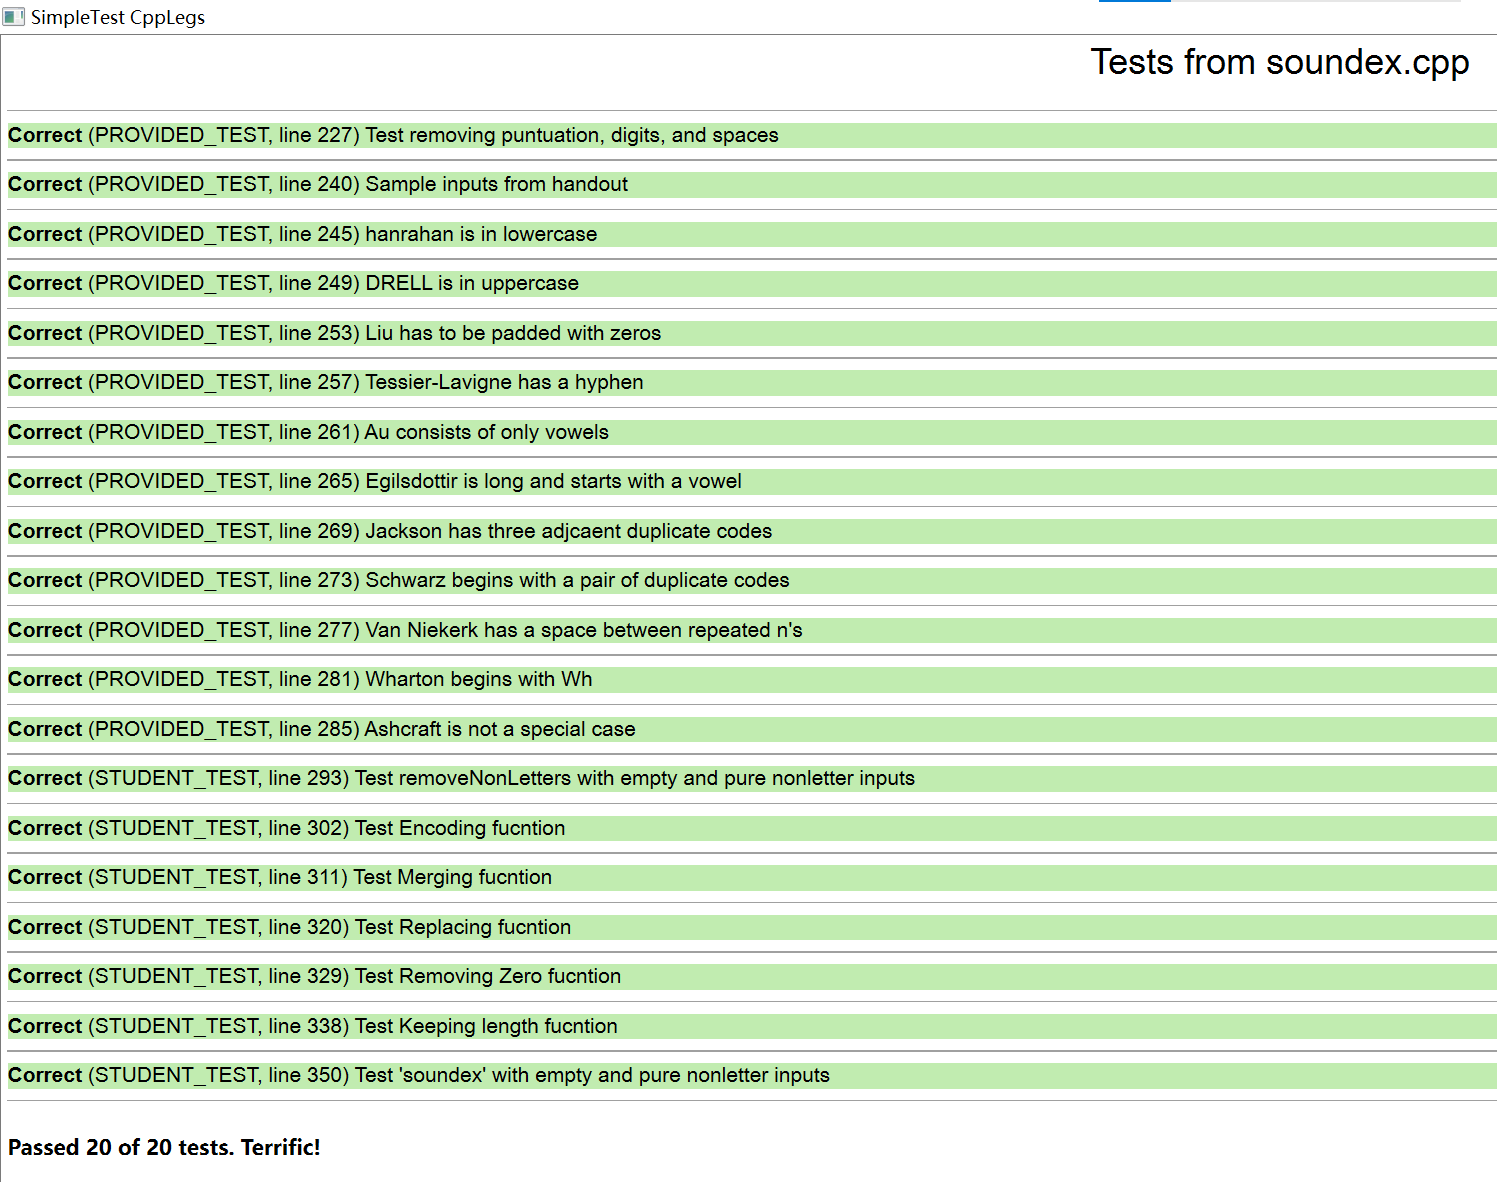 SimpleTest CppLegs
Tests from soundex.cpp
Correct (PROVIDED_TEST, line 227) Test removing puntuation, digits, and spaces
Correct (PROVIDED_TEST, line 240) Sample inputs from handout
Correct (PROVIDED_TEST, line 245) hanrahan is in lowercase
Correct (PROVIDED_TEST, line 249) DRELL is in uppercase
Correct (PROVIDED_TEST, line 253) Liu has to be padded with zeros
Correct (PROVIDED_TEST, line 257) Tessier-Lavigne has a hyphen
Correct (PROVIDED_TEST, line 261) Au consists of only vowels
Correct (PROVIDED_TEST, line 265) Egilsdottir is long and starts with a vowel
Correct (PROVIDED_TEST, line 269) Jackson has three adjcaent duplicate codes
Correct (PROVIDED_TEST, line 273) Schwarz begins with a pair of duplicate codes
Correct (PROVIDED_TEST, line 277) Van Niekerk has a space between repeated n's
Correct (PROVIDED_TEST, line 281) Wharton begins with Wh
Correct (PROVIDED_TEST, line 285) Ashcraft is not a special case
Correct (STUDENT_TEST, line 293) Test removeNonLetters with empty and pure nonletter inputs
Correct (STUDENT_TEST, line 302) Test Encoding fucntion
Correct (STUDENT_TEST, line 311) Test Merging fucntion
Correct (STUDENT_TEST, line 320) Test Replacing fucntion
Correct (STUDENT_TEST, line 329) Test Removing Zero fucntion
Correct (STUDENT_TEST, line 338) Test Keeping length fucntion
Correct (STUDENT_TEST, line 350) Test 'soundex' with empty and pure nonletter inputs
Passed 20 of 20 tests. Terrific!